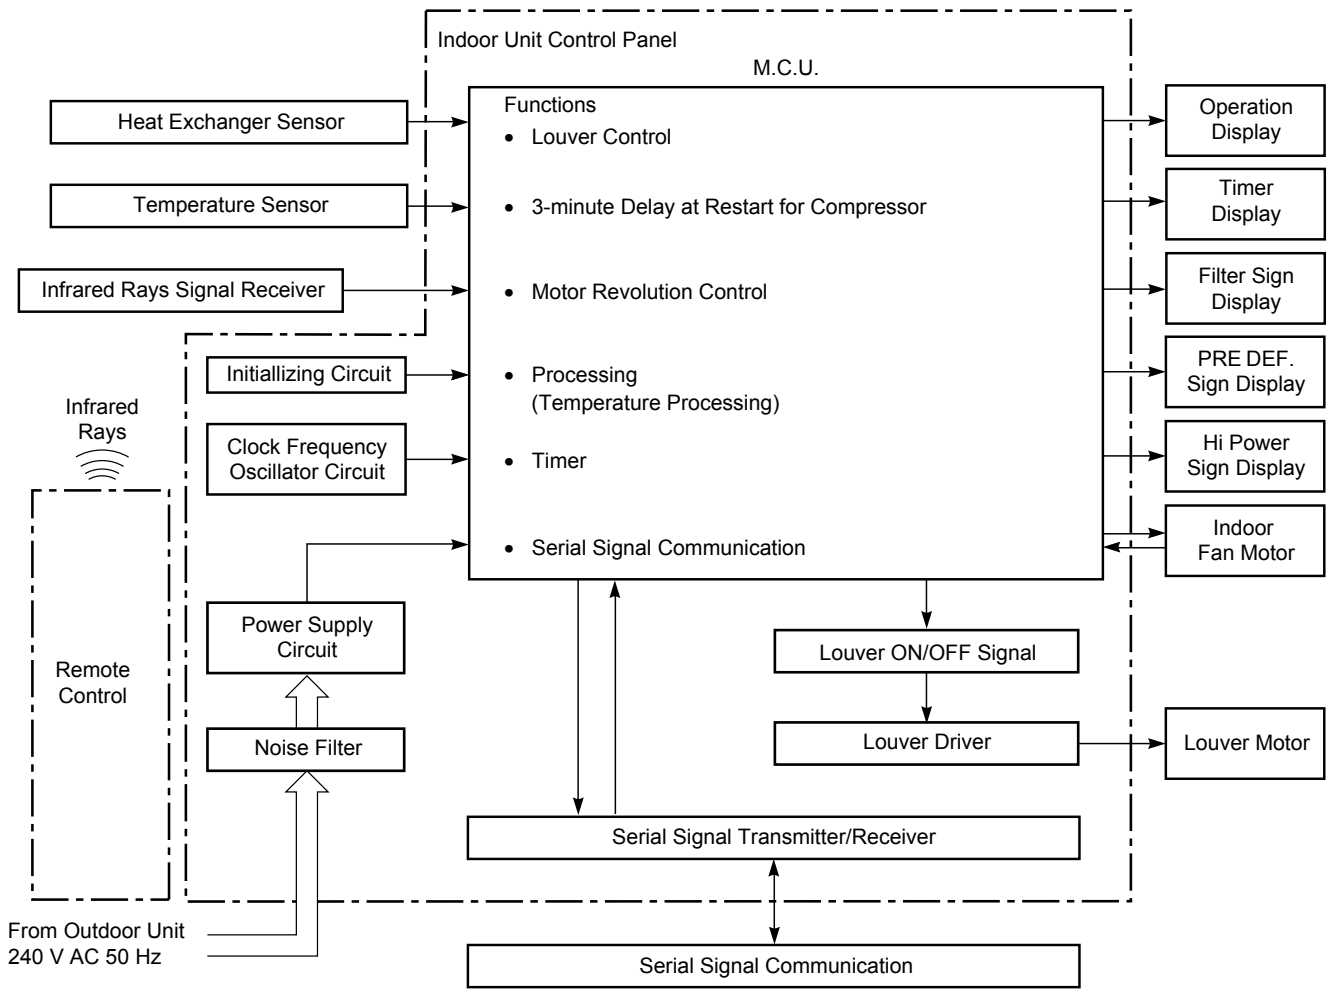 Indoor Unit Control Panel
M.C.U.
Heat Exchanger Sensor
Temperature Sensor
Infrared Rays Signal Receiver
Initiallizing Circuit
Clock Frequency
Oscillator Circuit
Power Supply
Circuit
Noise Filter
From Outdoor Unit
240 V AC 50 Hz
Infrared
Rays
Remote
Control
Functions
• Louver Control
• 3-minute Delay at Restart for Compressor
• Motor Revolution Control
• Processing
(Temperature Processing)
• Timer
• Serial Signal Communication
Operation
Display
Timer
Display
Filter Sign
Display
PRE DEF.
Sign Display
Hi Power
Sign Display
Indoor
Fan Motor
Louver ON/OFF Signal
Louver Driver
Louver Motor
Serial Signal Transmitter/Receiver
Serial Signal Communication